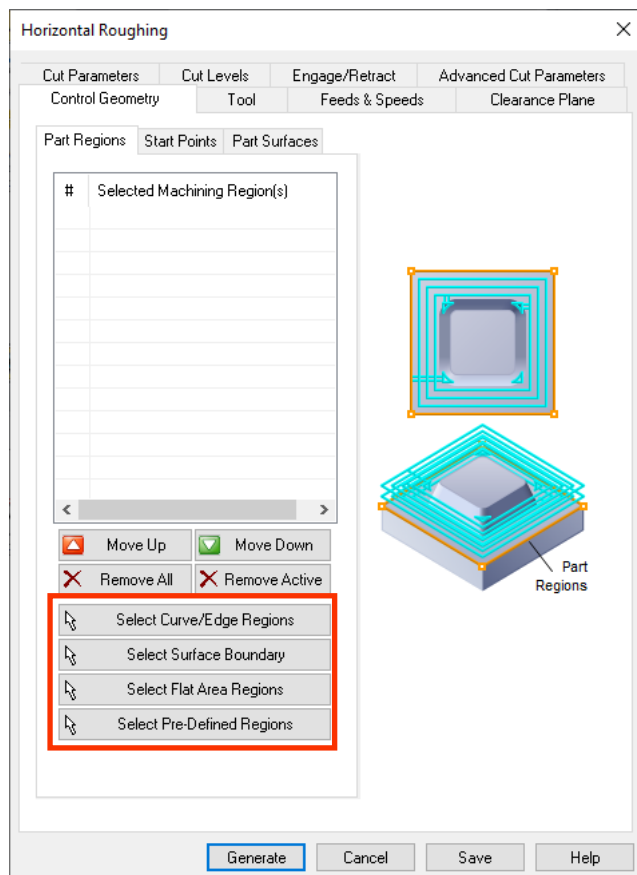 Horizontal Roughing
Cut Parameters Cut Levels Engage/Retract Advanced Cut Parameters
Control Geometry Tool Feeds & Speeds Clearance Plane
Part Regions Start Points Part Surfaces
# Selected Machining Region(s)
Move Up Move Down
Remove All Remove Active
Select Curve/Edge Regions
Select Surface Boundary
Select Flat Area Regions
Select Pre-Defined Regions
Part
Regions
Generate Cancel Save Help